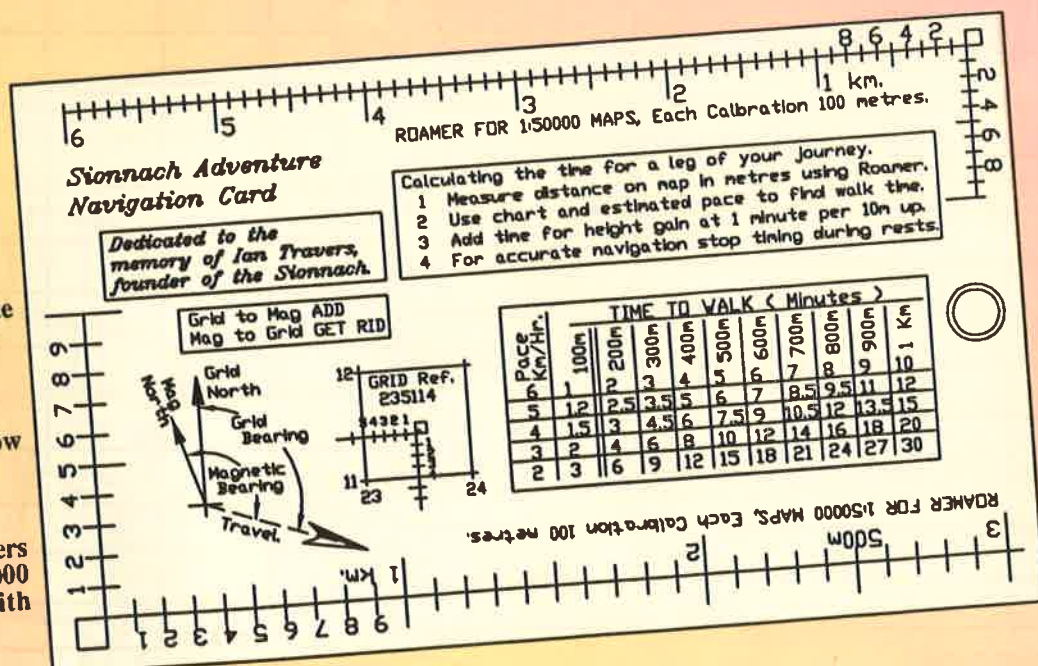 8 6 4 2
6 5 4 3 2 1 km.
ROAMER FOR 1:50000 MAPS, Each Calbration 100 metres.
2 4 6 8
Sionnach Adventure
Navigation Card
Dedicated to the
memory of Ian Travers,
founder of the Sionnach.
Calculating the time for a leg of your journey.
1 Measure distance on map in metres using Roamer.
2 Use chart and estimated pace to find walk time.
3 Add time for height gain at 1 minute per 10m up.
4 For accurate navigation stop timing during rests.
Grid to Mag ADD
Mag to Grid GET RID
Mag North
Grid North
Grid Bearing
Magnetic Bearing
Travel.
12
GRID Ref.
235114
54321
11
23 24
TIME TO WALK ( Minutes )
Pace Km/Hr. 100m 200m 300m 400m 500m 600m 700m 800m 900m 1 Km
6 1 2 3 4 5 6 7 8 9 10
5 1.2 2.5 3.5 5 6 7 8.5 9.5 11 12
4 1.5 3 4.5 6 7.5 9 10.5 12 13.5 15
3 2 4 6 8 10 12 14 16 18 20
2 3 6 9 12 15 18 21 24 27 30
9
8
7
6
5
4
3
2
1
ROAMER FOR 1:50000 MAPS, Each Calbration 100 metres.
1 2 3 4 5 6 7 8 9
1 km. 2 500m 3
e
ow
ers
000
ith